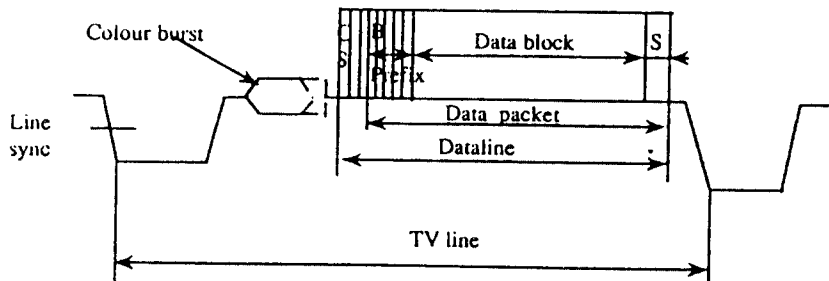 Colour burst
C B Data block S
S Prefix
Line
sync
Data packet
Dataline
TV line